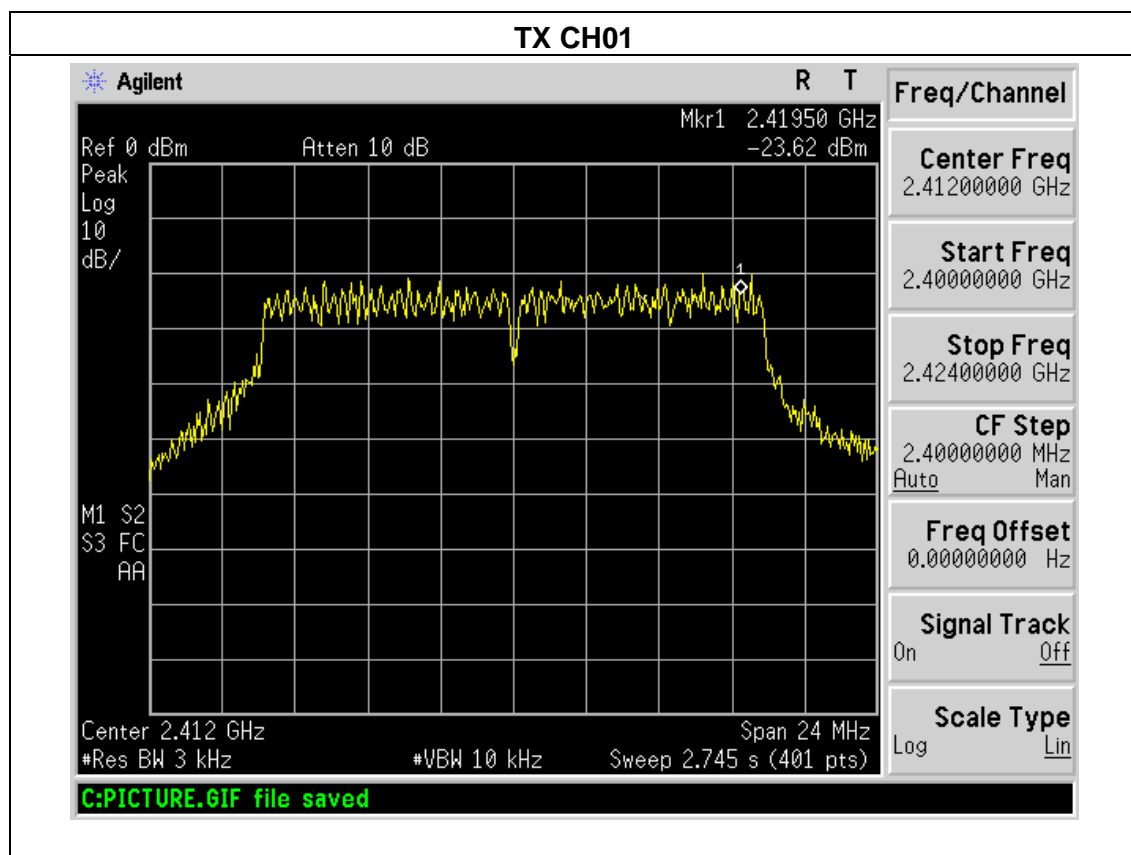 TX CH01
Agilent R T
Mkr1 2.41950 GHz
Ref 0 dBm Atten 10 dB -23.62 dBm
Peak
Log
10
dB/
1
M1 S2
S3 FC
AA
Center 2.412 GHz Span 24 MHz
#Res BW 3 kHz #VBW 10 kHz Sweep 2.745 s (401 pts)
C:PICTURE.GIF file saved
Freq/Channel
Center Freq
2.41200000 GHz
Start Freq
2.40000000 GHz
Stop Freq
2.42400000 GHz
CF Step
2.40000000 MHz
Auto Man
Freq Offset
0.00000000 Hz
Signal Track
On Off
Scale Type
Log Lin